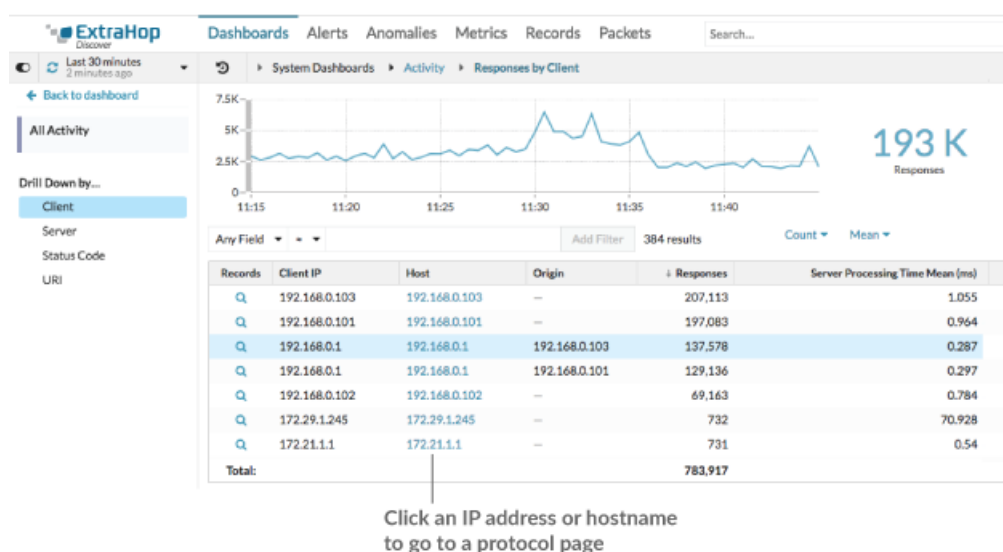 ExtraHop
Discover
Dashboards Alerts Anomalies Metrics Records Packets Search...
Last 30 minutes
2 minutes ago
System Dashboards Activity Responses by Client
Back to dashboard
All Activity
Drill Down by...
Client
Server
Status Code
URI
7.5K
5K
2.5K
0
11:15 11:20 11:25 11:30 11:35 11:40
193 K
Responses
Any Field = Add Filter 384 results Count Mean
Records Client IP Host Origin ↓ Responses Server Processing Time Mean (ms)
192.168.0.103 192.168.0.103 — 207,113 1.055
192.168.0.101 192.168.0.101 — 197,083 0.964
192.168.0.1 192.168.0.1 192.168.0.103 137,578 0.287
192.168.0.1 192.168.0.1 192.168.0.101 129,136 0.297
192.168.0.102 192.168.0.102 — 69,163 0.784
172.29.1.245 172.29.1.245 — 732 70.928
172.21.1.1 172.21.1.1 — 731 0.54
Total: 783,917
Click an IP address or hostname
to go to a protocol page